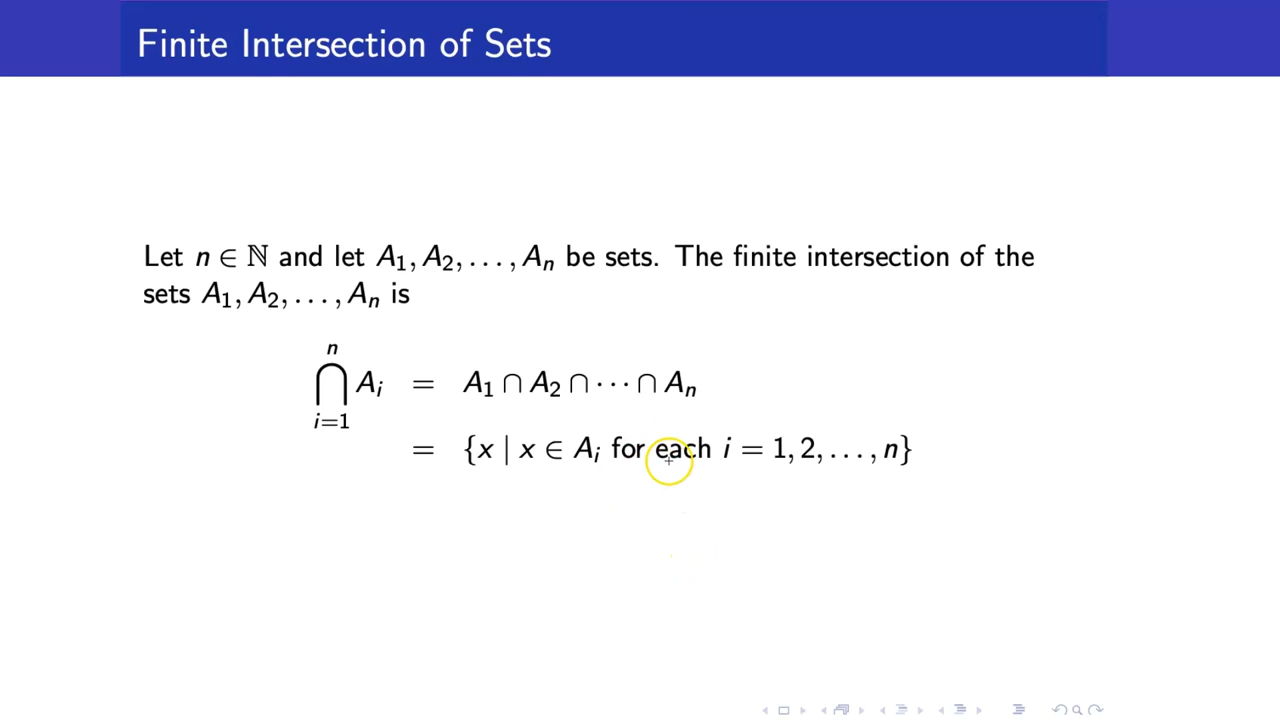 Finite Intersection of Sets
Let n ∈ ℕ and let A₁, A₂, . . . , Aₙ be sets. The finite intersection of the
sets A₁, A₂, . . . , Aₙ is
⋂ⁿᵢ₌₁ Aᵢ = A₁ ∩ A₂ ∩ · · · ∩ Aₙ
= {x | x ∈ Aᵢ for each i = 1, 2, . . . , n}